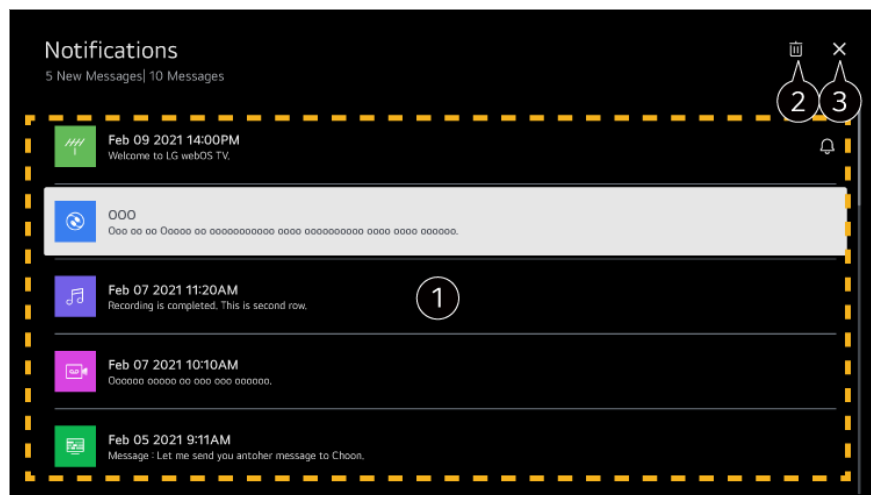 Notifications
5 New Messages| 10 Messages
2 3
Feb 09 2021 14:00PM
Welcome to LG webOS TV.
OOO
Ooo oo oo Ooooo oo ooooooooooo oooo oooooooooo oooo oooo oooooo.
Feb 07 2021 11:20AM
Recording is completed. This is second row.
1
Feb 07 2021 10:10AM
Oooooo ooooo oo ooo ooo oooooo.
Feb 05 2021 9:11AM
Message : Let me send you antoher message to Choon.